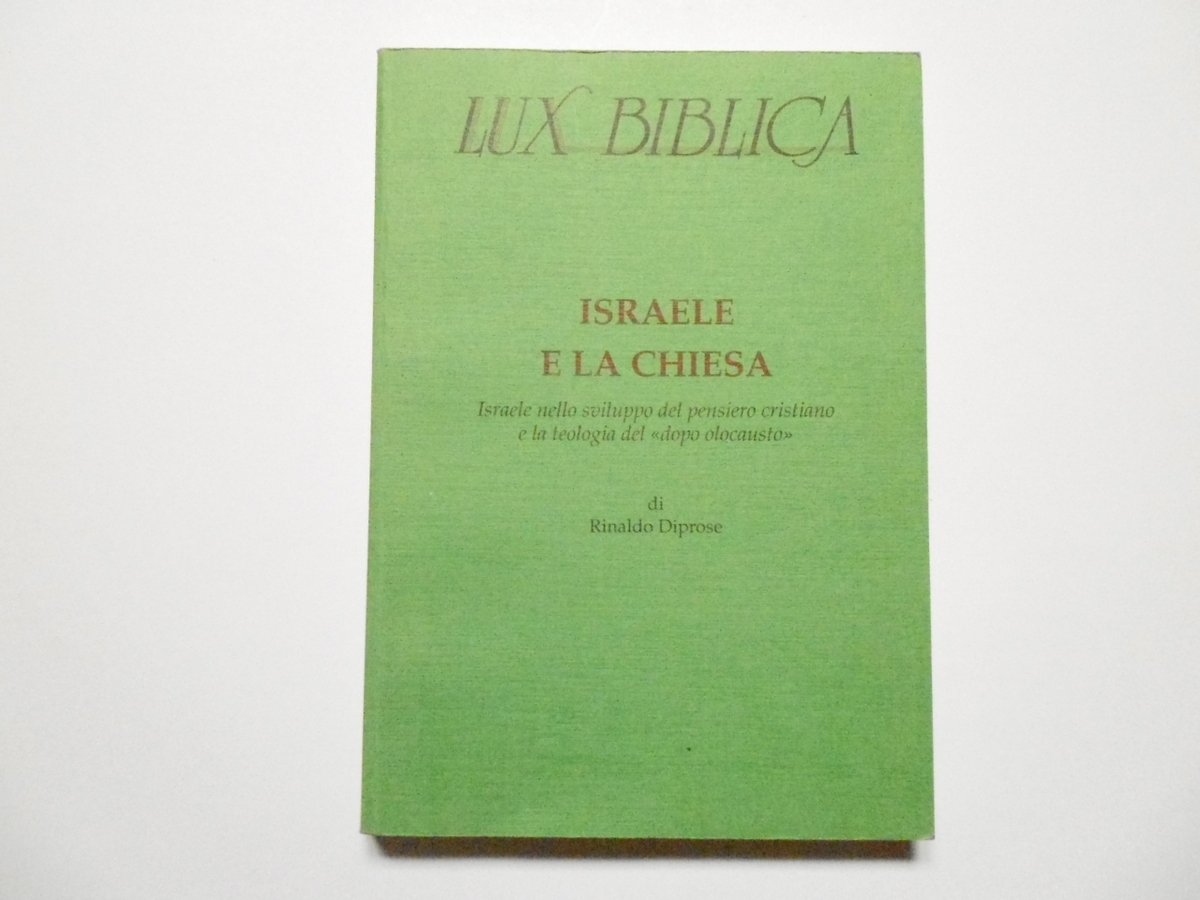 LUX BIBLICA
ISRAELE
E LA CHIESA
Israele nello sviluppo del pensiero cristiano
e la teologia del «dopo olocausto»
di
Rinaldo Diprose